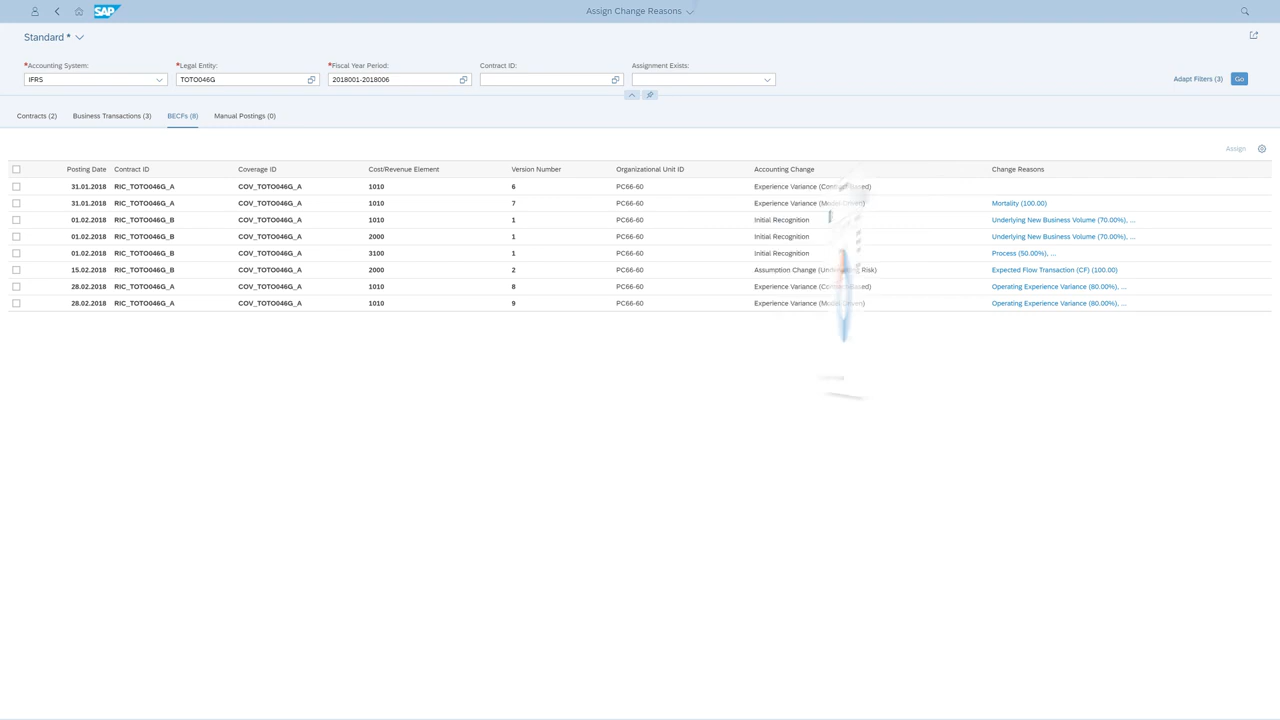 SAP Assign Change Reasons
Standard *
*Accounting System: *Legal Entity: *Fiscal Year Period: Contract ID: Assignment Exists:
IFRS TOTO046G 2018001-2018006 Adapt Filters (3) Go
Contracts (2) Business Transactions (3) BECFs (8) Manual Postings (0)
Assign
Posting Date Contract ID Coverage ID Cost/Revenue Element Version Number Organizational Unit ID Accounting Change Change Reasons
31.01.2018 RIC_TOTO046G_A COV_TOTO046G_A 1010 6 PC66-60 Experience Variance (Contract-Based)
31.01.2018 RIC_TOTO046G_A COV_TOTO046G_A 1010 7 PC66-60 Experience Variance (Model-Driven) Mortality (100.00)
01.02.2018 RIC_TOTO046G_B COV_TOTO046G_A 1010 1 PC66-60 Initial Recognition Underlying New Business Volume (70.00%), ...
01.02.2018 RIC_TOTO046G_B COV_TOTO046G_A 2000 1 PC66-60 Initial Recognition Underlying New Business Volume (70.00%), ...
01.02.2018 RIC_TOTO046G_B COV_TOTO046G_A 3100 1 PC66-60 Initial Recognition Process (50.00%), ...
15.02.2018 RIC_TOTO046G_B COV_TOTO046G_A 2000 2 PC66-60 Assumption Change (Underwriting Risk) Expected Flow Transaction (CF) (100.00)
28.02.2018 RIC_TOTO046G_A COV_TOTO046G_A 1010 8 PC66-60 Experience Variance (Contract-Based) Operating Experience Variance (80.00%), ...
28.02.2018 RIC_TOTO046G_A COV_TOTO046G_A 1010 9 PC66-60 Experience Variance (Model-Driven) Operating Experience Variance (80.00%), ...